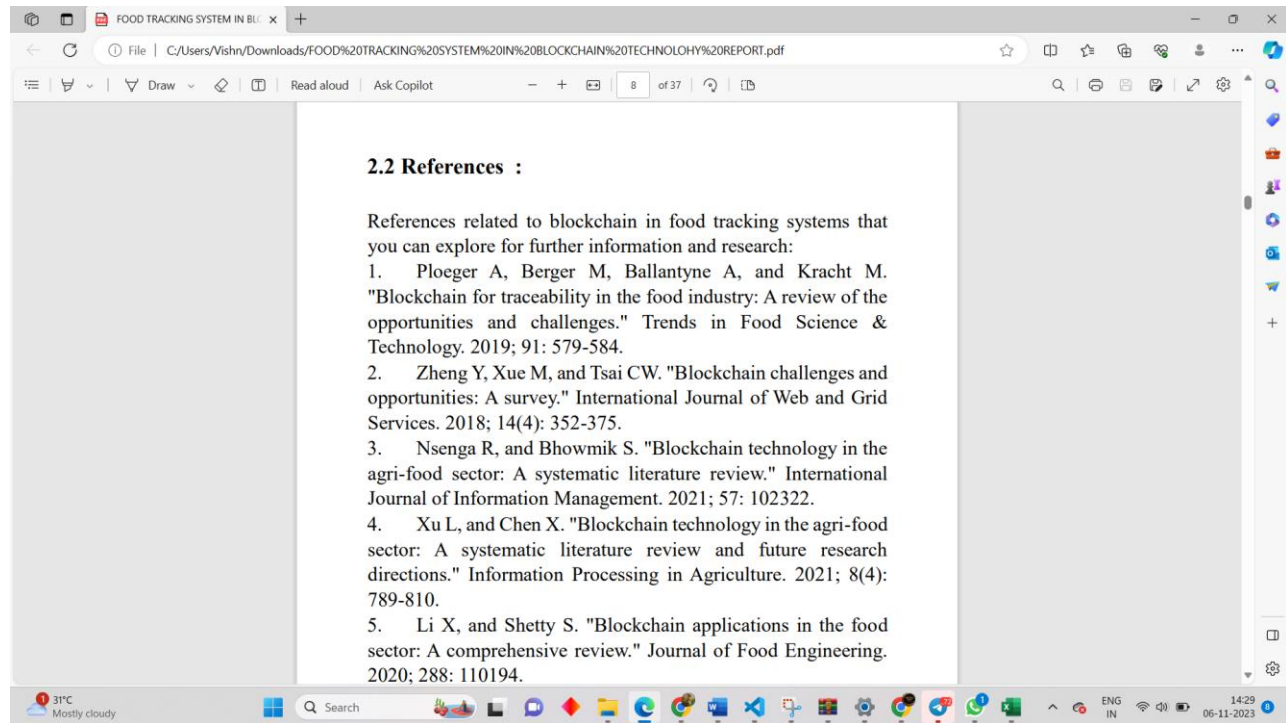 FOOD TRACKING SYSTEM IN BLC
File | C:/Users/Vishn/Downloads/FOOD%20TRACKING%20SYSTEM%20IN%20BLOCKCHAIN%20TECHNOLOHY%20REPORT.pdf
Draw Read aloud Ask Copilot 8 of 37
2.2 References :
References related to blockchain in food tracking systems that
you can explore for further information and research:
1. Ploeger A, Berger M, Ballantyne A, and Kracht M.
"Blockchain for traceability in the food industry: A review of the
opportunities and challenges." Trends in Food Science &
Technology. 2019; 91: 579-584.
2. Zheng Y, Xue M, and Tsai CW. "Blockchain challenges and
opportunities: A survey." International Journal of Web and Grid
Services. 2018; 14(4): 352-375.
3. Nsenga R, and Bhowmik S. "Blockchain technology in the
agri-food sector: A systematic literature review." International
Journal of Information Management. 2021; 57: 102322.
4. Xu L, and Chen X. "Blockchain technology in the agri-food
sector: A systematic literature review and future research
directions." Information Processing in Agriculture. 2021; 8(4):
789-810.
5. Li X, and Shetty S. "Blockchain applications in the food
sector: A comprehensive review." Journal of Food Engineering.
2020; 288: 110194.
1 31°C
Mostly cloudy
Search
ENG
IN
14:29
06-11-2023
8